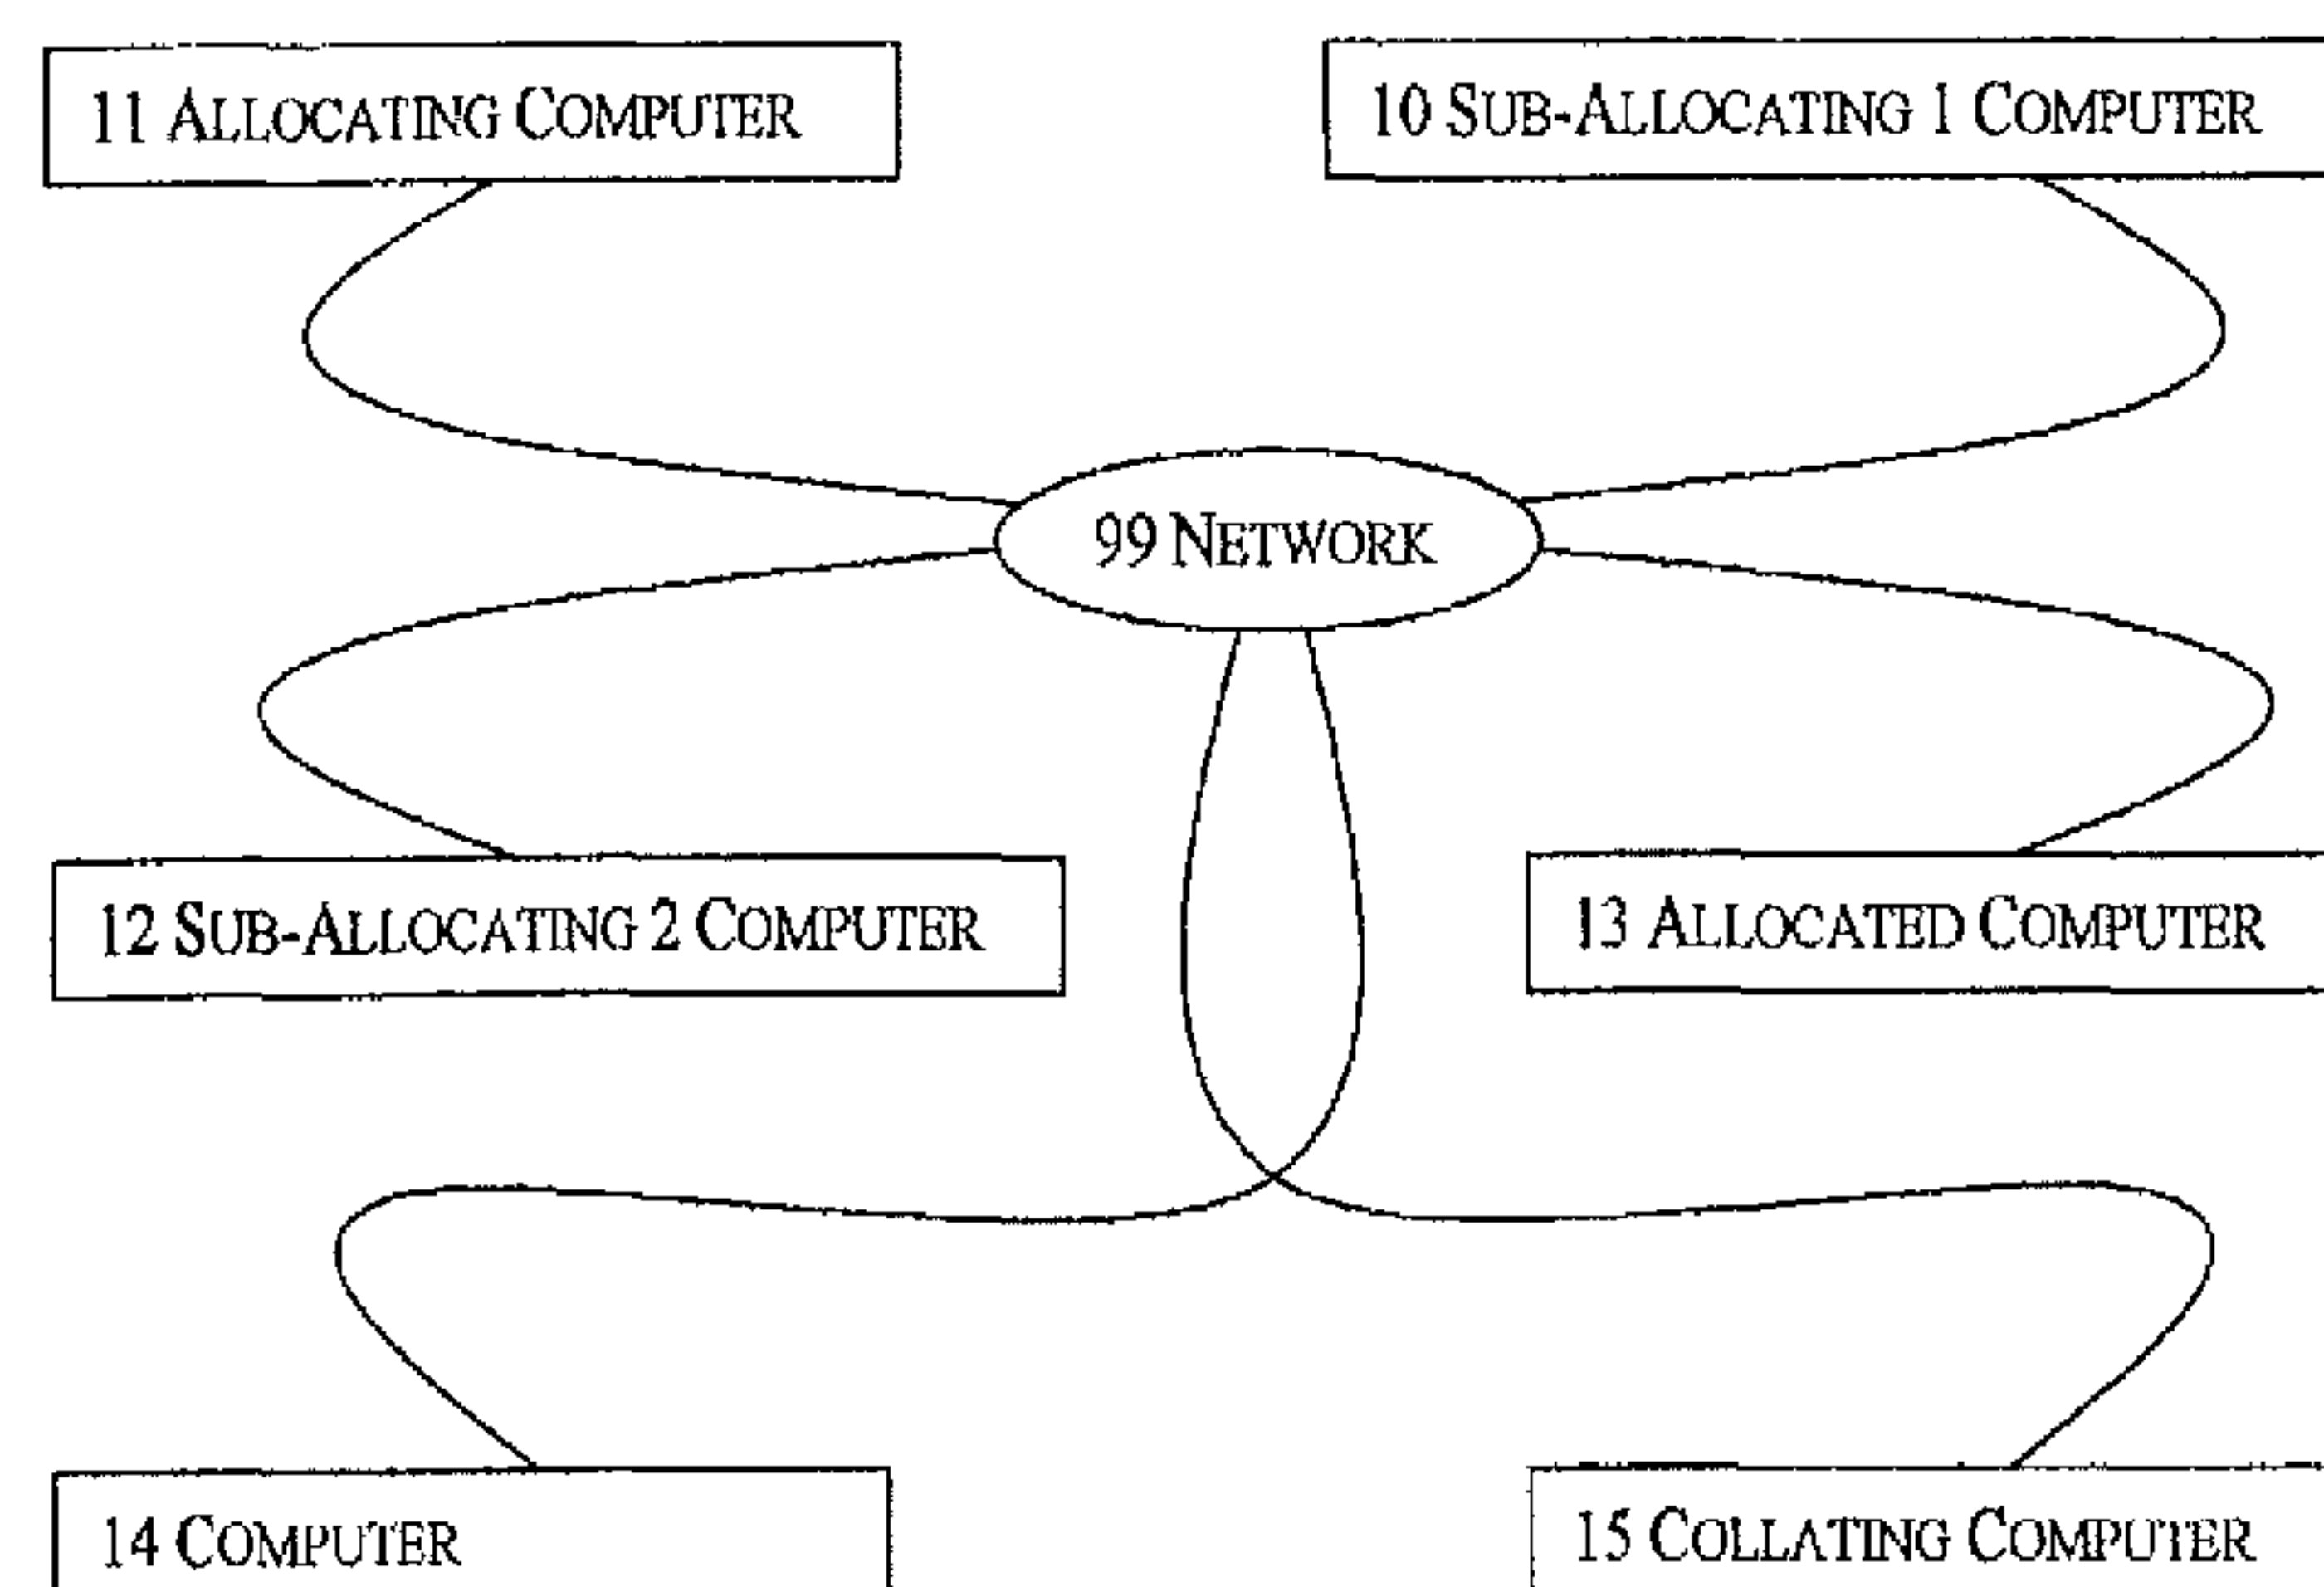 11 ALLOCATING COMPUTER
10 SUB-ALLOCATING 1 COMPUTER
99 NETWORK
12 SUB-ALLOCATING 2 COMPUTER
13 ALLOCATED COMPUTER
14 COMPUTER
15 COLLATING COMPUTER